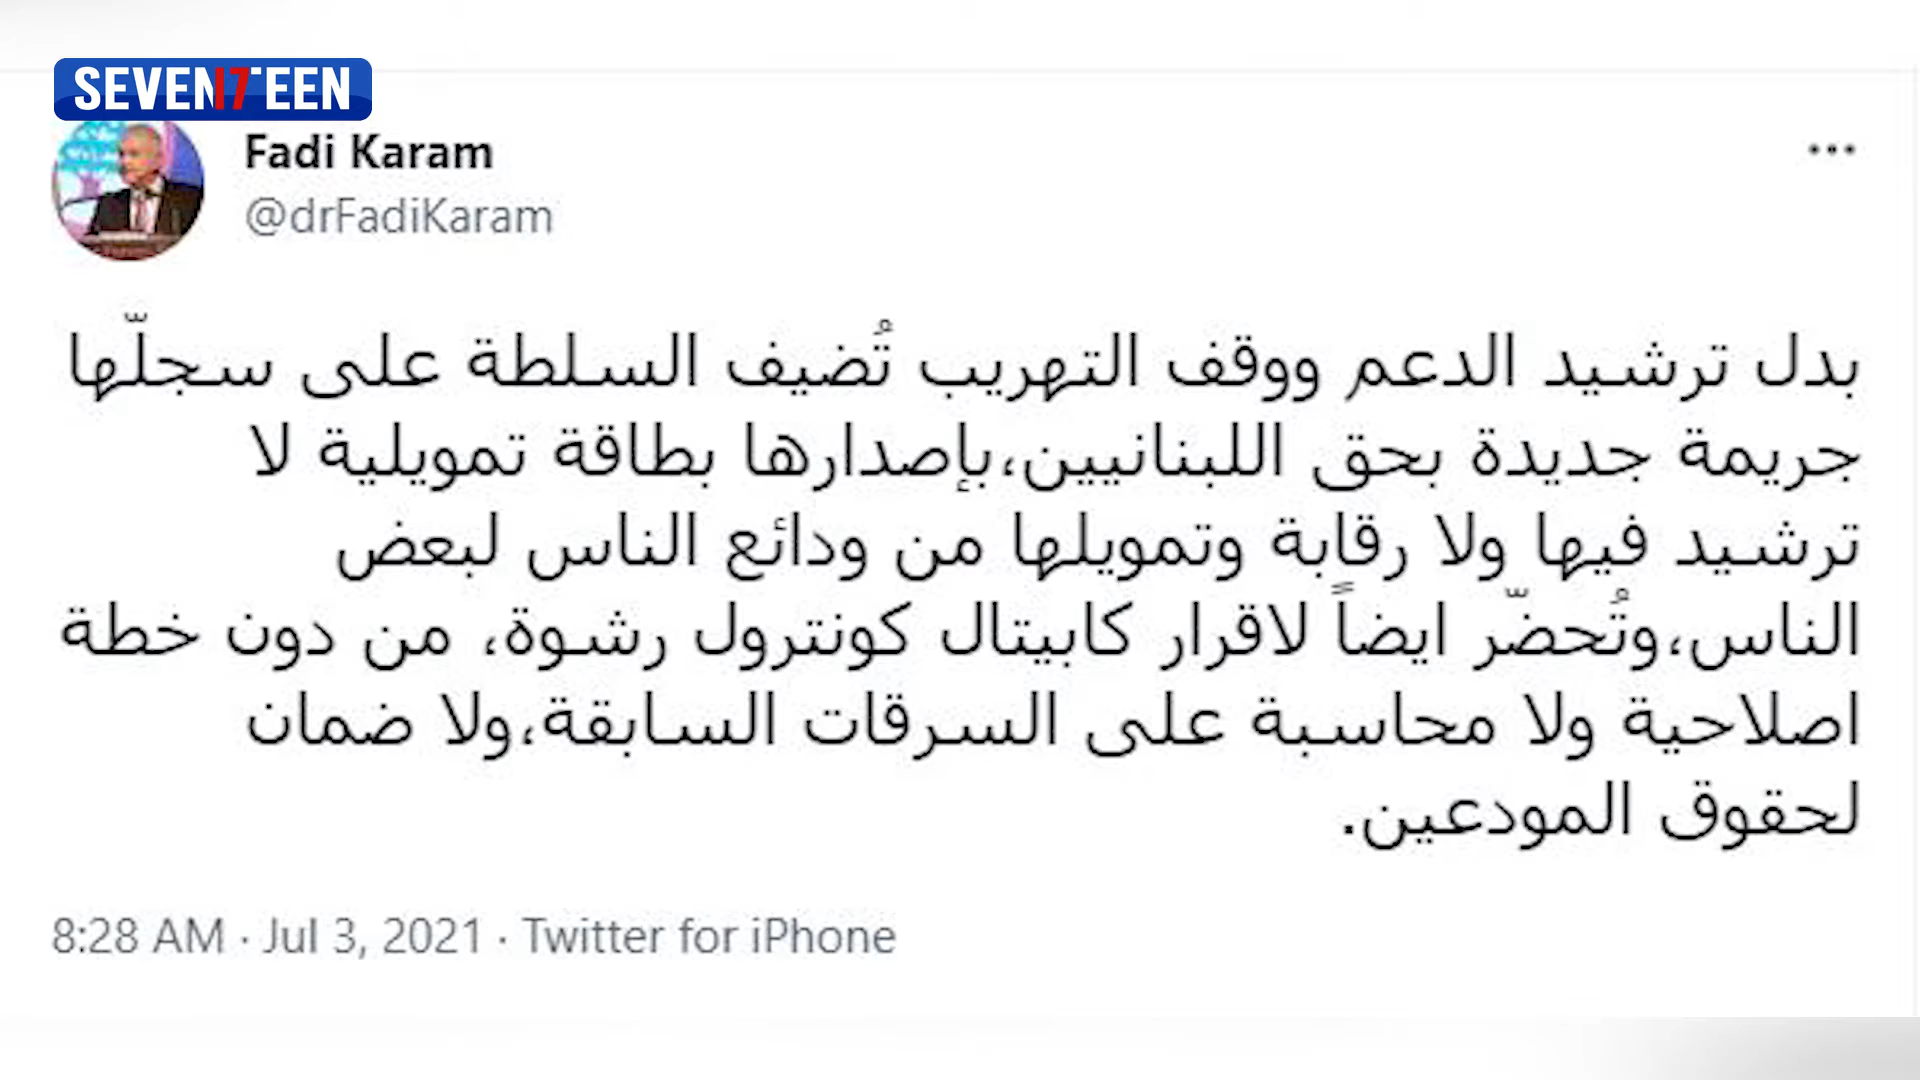 SEVEN17EEN
Fadi Karam
@drFadiKaram
بدل ترشيد الدعم ووقف التهريب تُضيف السلطة على سجلّها
جريمة جديدة بحق اللبنانيين،بإصدارها بطاقة تمويلية لا
ترشيد فيها ولا رقابة وتمويلها من ودائع الناس لبعض
الناس،وتُحضّر ايضاً لاقرار كابيتال كونترول رشوة، من دون خطة
اصلاحية ولا محاسبة على السرقات السابقة،ولا ضمان
لحقوق المودعين.
8:28 AM · Jul 3, 2021 · Twitter for iPhone